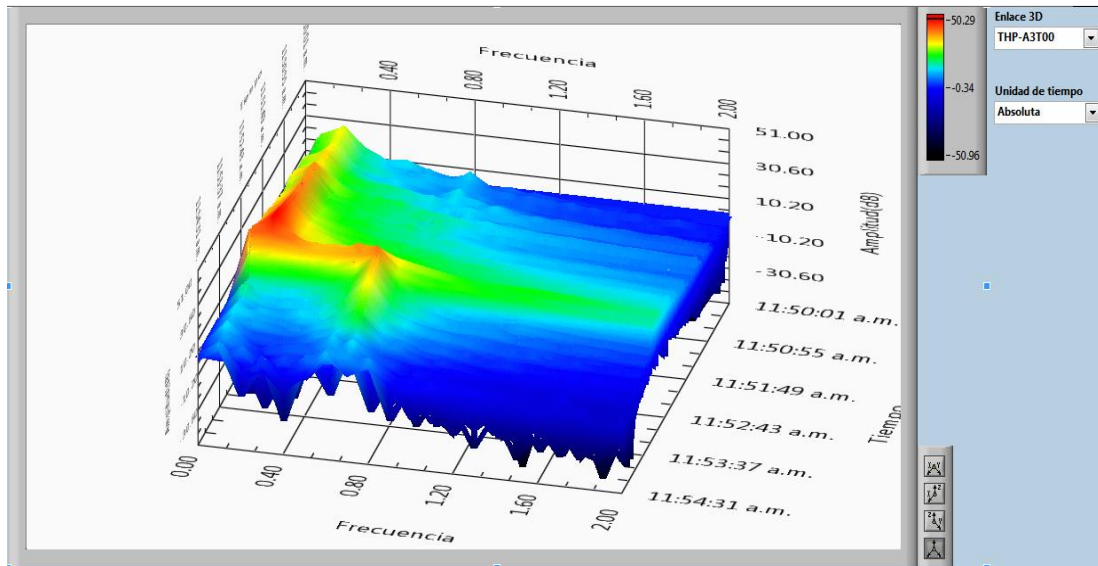 Frecuencia
0.40
0.80
1.20
1.60
2.00
51.00
30.60
10.20
-10.20
-30.60
Amplitud(dB)
11:50:01 a.m.
11:50:55 a.m.
11:51:49 a.m.
11:52:43 a.m.
11:53:37 a.m.
11:54:31 a.m.
Tiempo
51.00
0.00
0.40
0.80
1.20
1.60
2.00
Frecuencia
-50.29
--0.34
--50.96
Enlace 3D
THP-A3T00
Unidad de tiempo
Absoluta